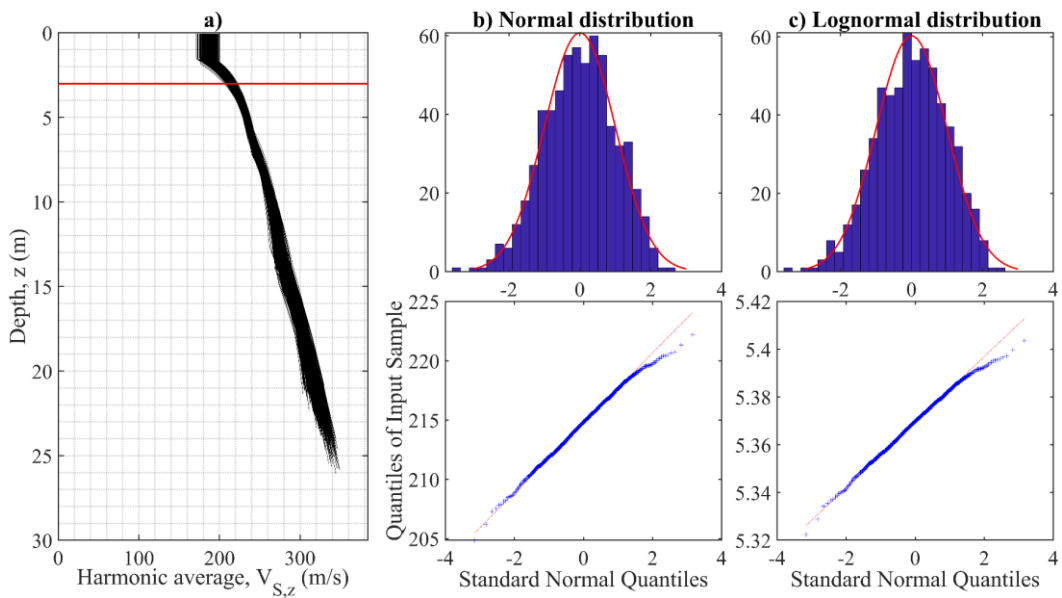 a)
b) Normal distribution
c) Lognormal distribution
0
5
10
15
20
25
30
Depth, z (m)
0 100 200 300
Harmonic average, V_{S,z} (m/s)
60
40
20
0
-2 0 2 4
60
40
20
0
-2 0 2 4
Quantiles of Input Sample
225
220
215
210
205
-4 -2 0 2 4
Standard Normal Quantiles
5.42
5.4
5.38
5.36
5.34
5.32
-4 -2 0 2 4
Standard Normal Quantiles